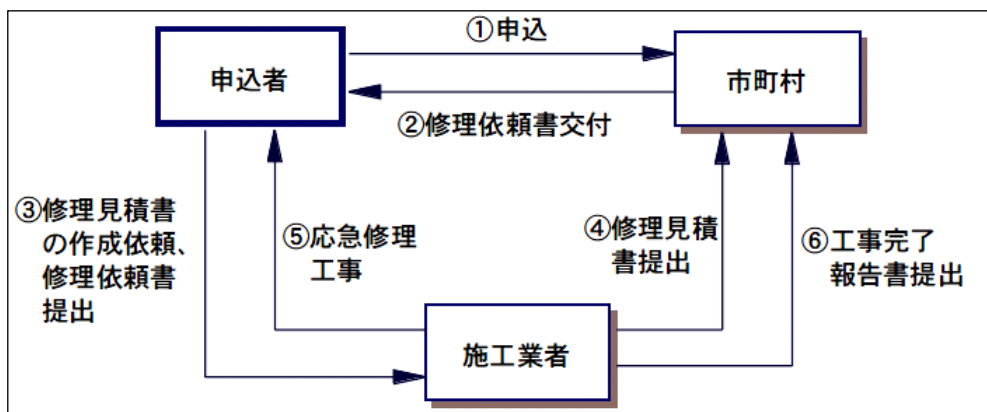 ①申込
申込者
市町村
②修理依頼書交付
③修理見積書
の作成依頼、
修理依頼書
提出
⑤応急修理
工事
④修理見積
書提出
⑥工事完了
報告書提出
施工業者